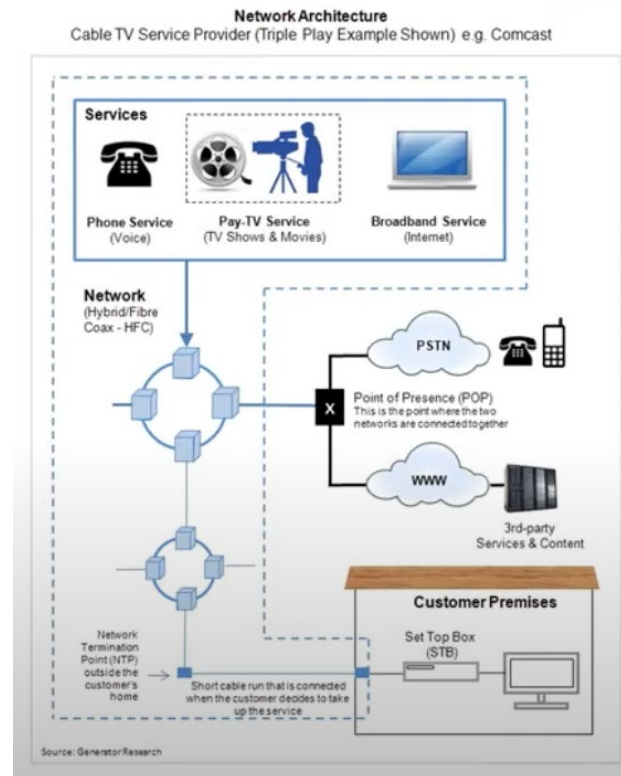 Network Architecture
Cable TV Service Provider (Triple Play Example Shown) e.g. Comcast
Services
Phone Service
(Voice)
Pay-TV Service
(TV Shows & Movies)
Broadband Service
(Internet)
Network
(Hybrid/Fibre
Coax - HFC)
PSTN
X
Point of Presence (POP)
This is the point where the two
networks are connected together
WWW
3rd-party
Services & Content
Customer Premises
Set Top Box
(STB)
Network
Termination
Point (NTP)
outside the
customer's
home
Short cable run that is connected
when the customer decides to take
up the service
Source: Generator Research